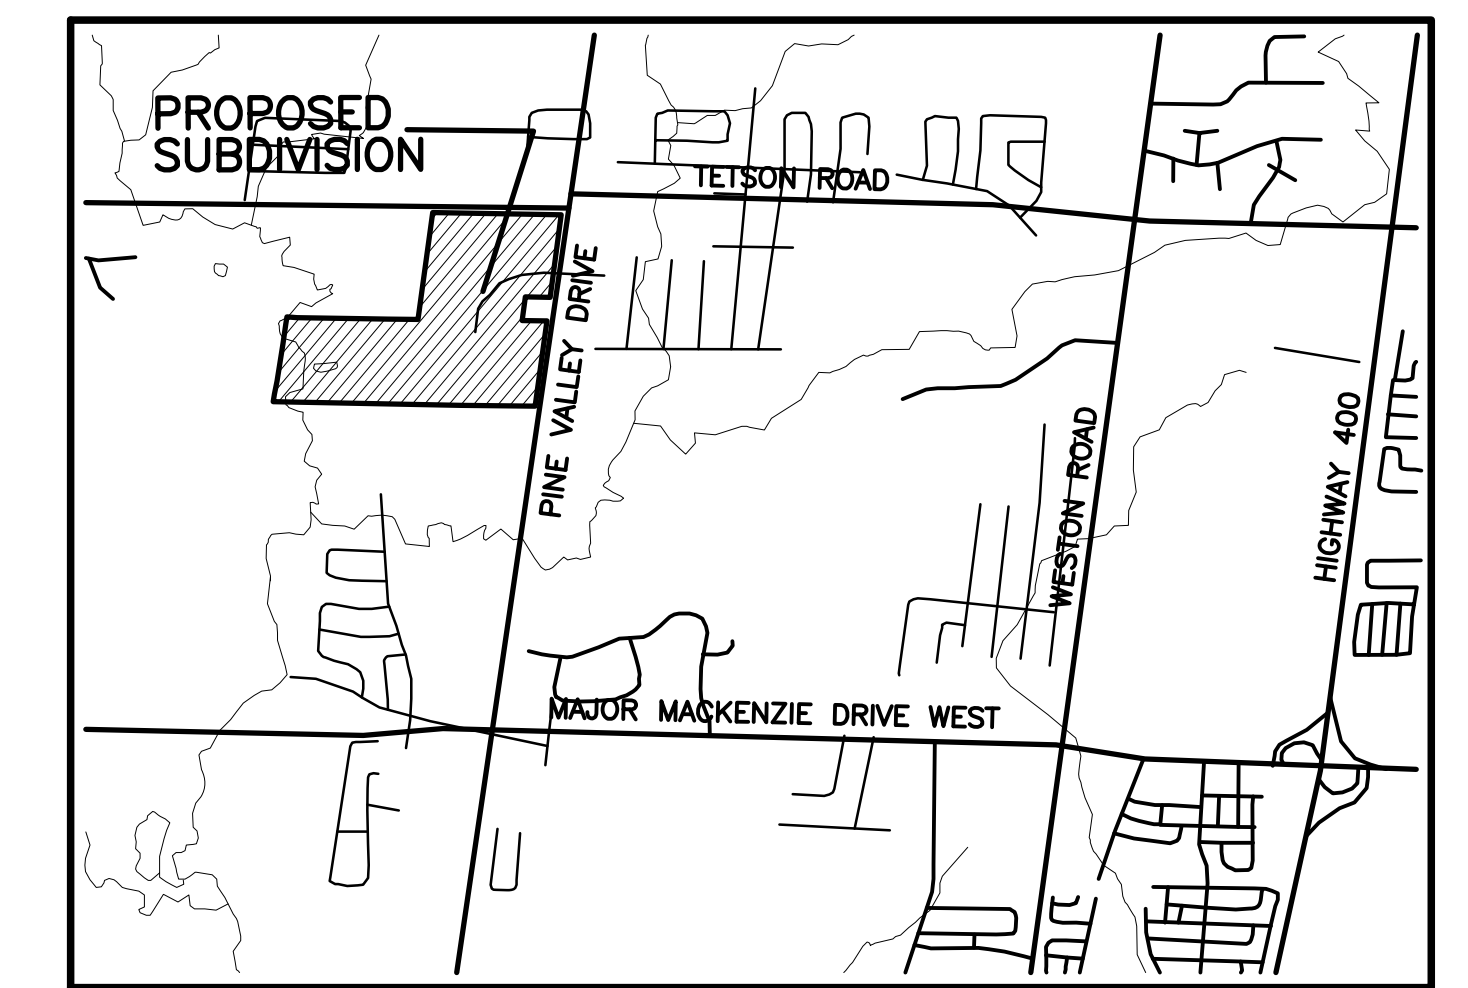 PROPOSED
SUBDIVISION
TETSON ROAD
PINE VALLEY DRIVE
WESTON ROAD
HIGHWAY 400
MAJOR MACKENZIE DRIVE WEST